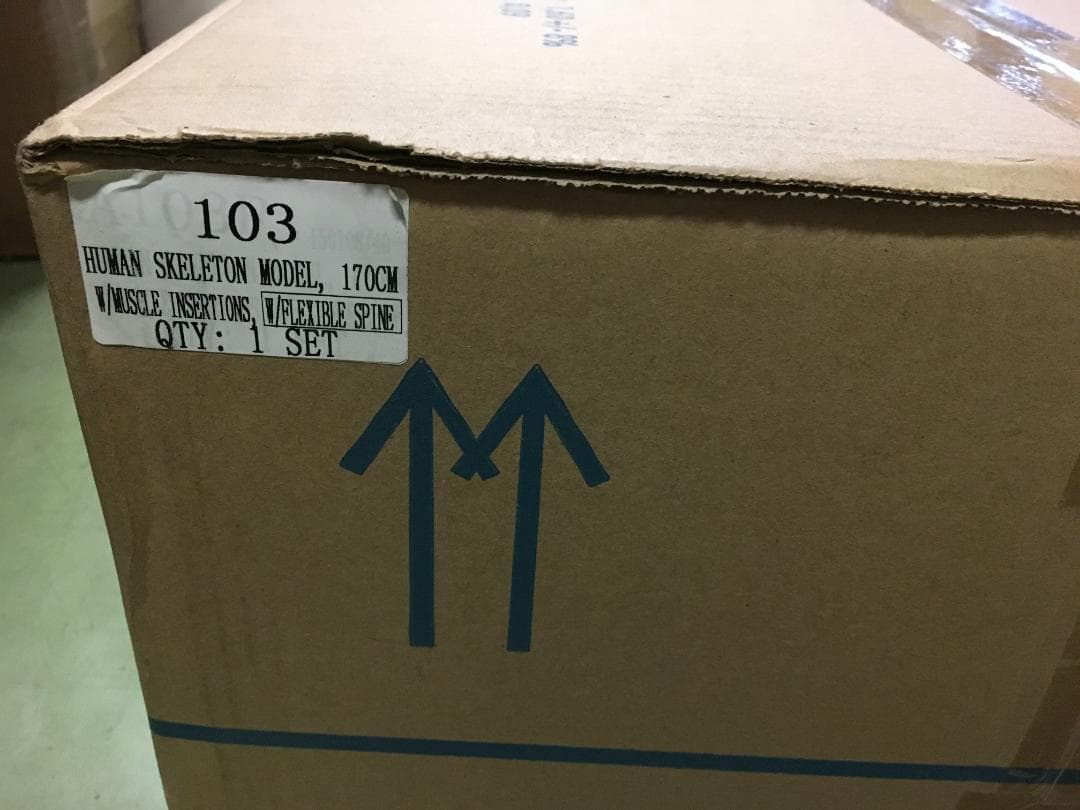 103
HUMAN SKELETON MODEL, 170CM
W/MUSCLE INSERTIONS, W/FLEXIBLE SPINE
QTY: 1 SET